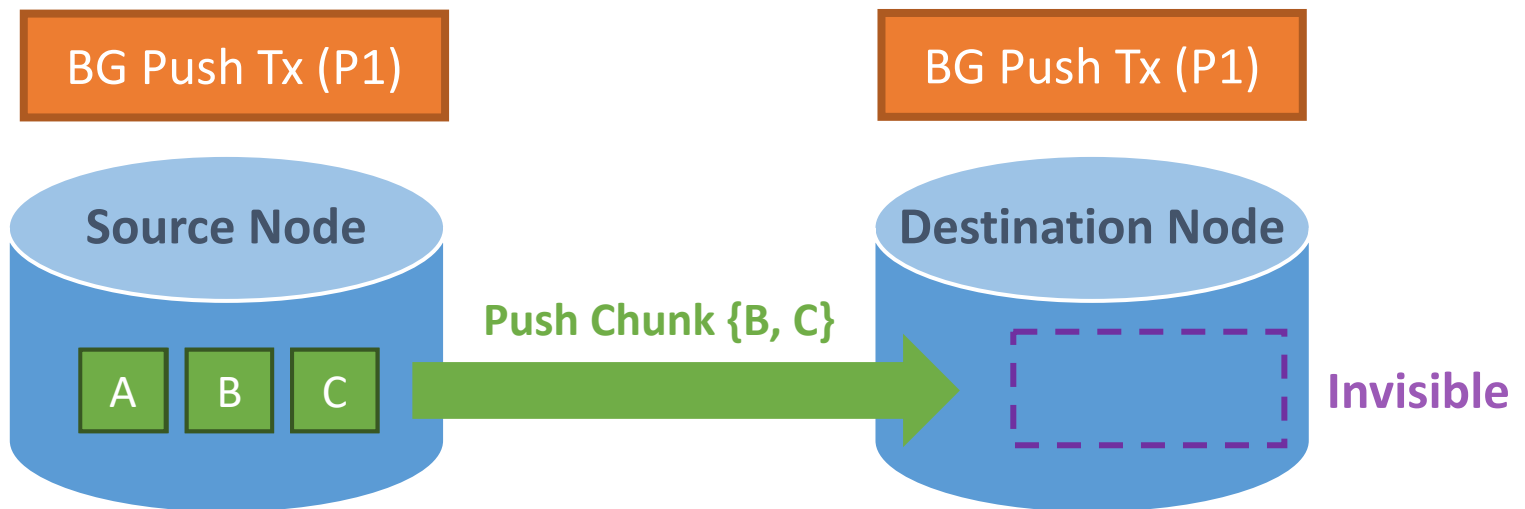 BG Push Tx (P1)
BG Push Tx (P1)
Source Node
Destination Node
Push Chunk {B, C}
A
B
C
Invisible